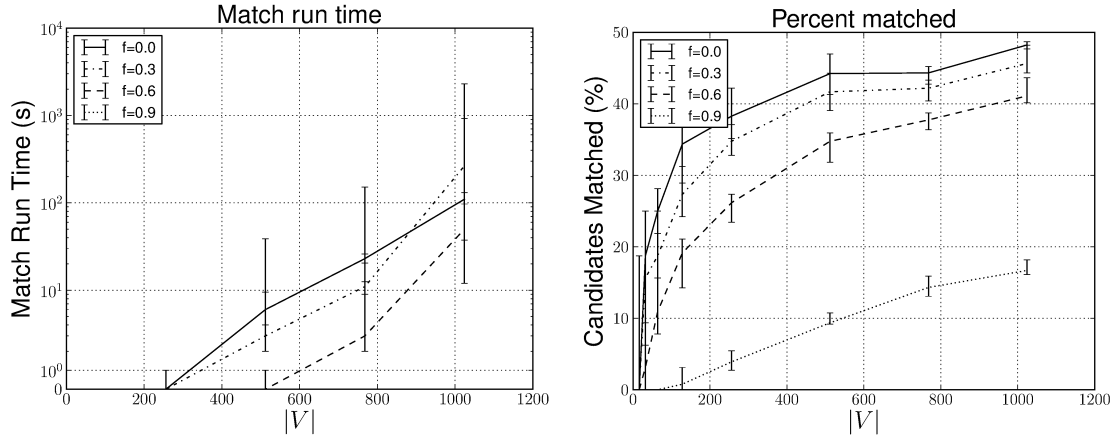 Match run time
10^4
10^3
10^2
10^1
10^0
0
Match Run Time (s)
f=0.0
f=0.3
f=0.6
f=0.9
0 200 400 600 800 1000 1200
|V|
Percent matched
50
40
30
20
10
0
Candidates Matched (%)
f=0.0
f=0.3
f=0.6
f=0.9
0 200 400 600 800 1000 1200
|V|